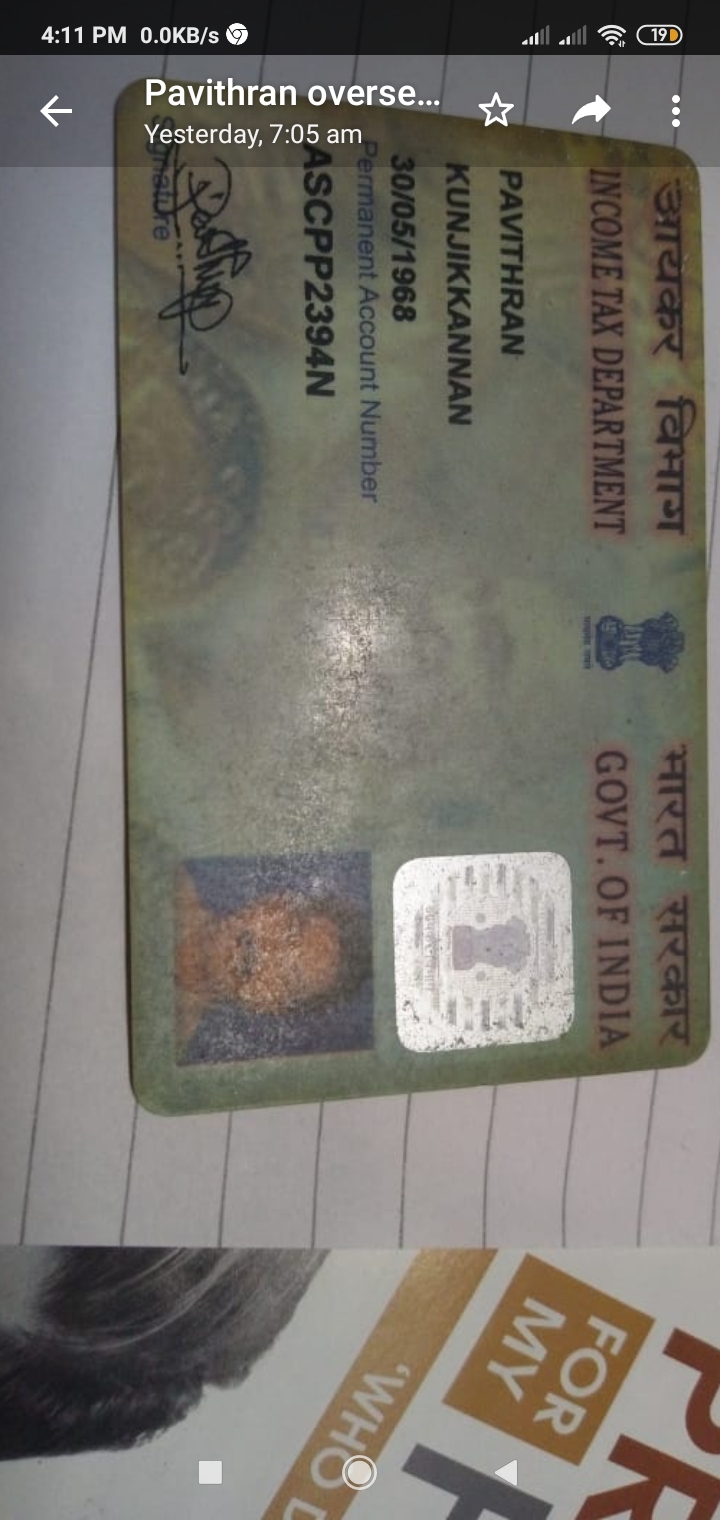 4:11 PM 0.0KB/s
19
Pavithran overse...
Yesterday, 7:05 am
आयकर विभाग
INCOME TAX DEPARTMENT
भारत सरकार
GOVT. OF INDIA
PAVITHRAN
KUNJIKKANNAN
30/05/1968
Permanent Account Number
ASCPP2394N
Signature
FOR
MY
'WHO D